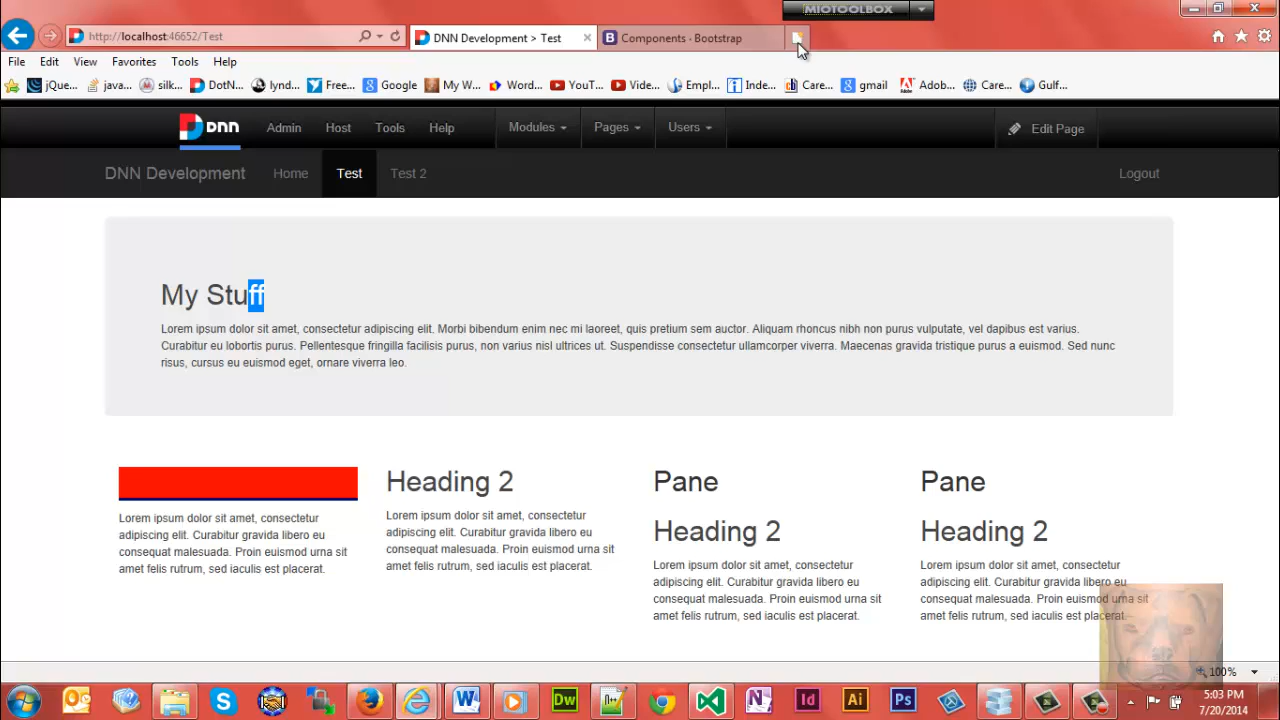 MIOTOOLBOX
http://localhost:46652/Test
DNN Development > Test
Components · Bootstrap
File Edit View Favorites Tools Help
jQue... java... silk... DotN... lynd... Free... Google My W... Word... YouT... Vide... Empl... Inde... Care... gmail Adob... Care... Gulf...
DNN Admin Host Tools Help Modules Pages Users Edit Page
DNN Development Home Test Test 2 Logout
My Stuff
Lorem ipsum dolor sit amet, consectetur adipiscing elit. Morbi bibendum enim nec mi laoreet, quis pretium sem auctor. Aliquam rhoncus nibh non purus vulputate, vel dapibus est varius.
Curabitur eu lobortis purus. Pellentesque fringilla facilisis purus, non varius nisl ultrices ut. Suspendisse consectetur ullamcorper viverra. Maecenas gravida tristique purus a euismod. Sed nunc
risus, cursus eu euismod eget, ornare viverra leo.
Lorem ipsum dolor sit amet, consectetur
adipiscing elit. Curabitur gravida libero eu
consequat malesuada. Proin euismod urna sit
amet felis rutrum, sed iaculis est placerat.
Heading 2
Lorem ipsum dolor sit amet, consectetur
adipiscing elit. Curabitur gravida libero eu
consequat malesuada. Proin euismod urna sit
amet felis rutrum, sed iaculis est placerat.
Pane
Heading 2
Lorem ipsum dolor sit amet, consectetur
adipiscing elit. Curabitur gravida libero eu
consequat malesuada. Proin euismod urna sit
amet felis rutrum, sed iaculis est placerat.
Pane
Heading 2
Lorem ipsum dolor sit amet, consectetur
adipiscing elit. Curabitur gravida libero eu
consequat malesuada. Proin euismod urna sit
amet felis rutrum, sed iaculis est placerat.
100%
Dw Id Ai Ps
5:03 PM
7/20/2014